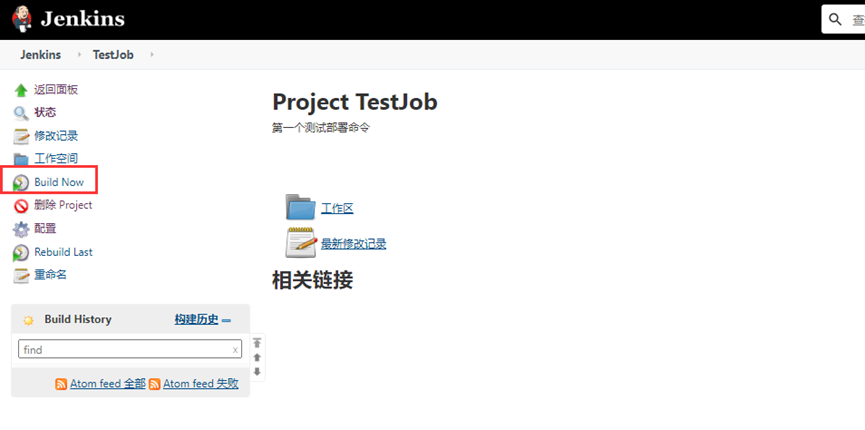 Jenkins
查
Jenkins TestJob
返回面板
状态
修改记录
工作空间
Build Now
删除 Project
配置
Rebuild Last
重命名
Build History 构建历史
find x
Atom feed 全部 Atom feed 失败
Project TestJob
第一个测试部署命令
工作区
最新修改记录
相关链接